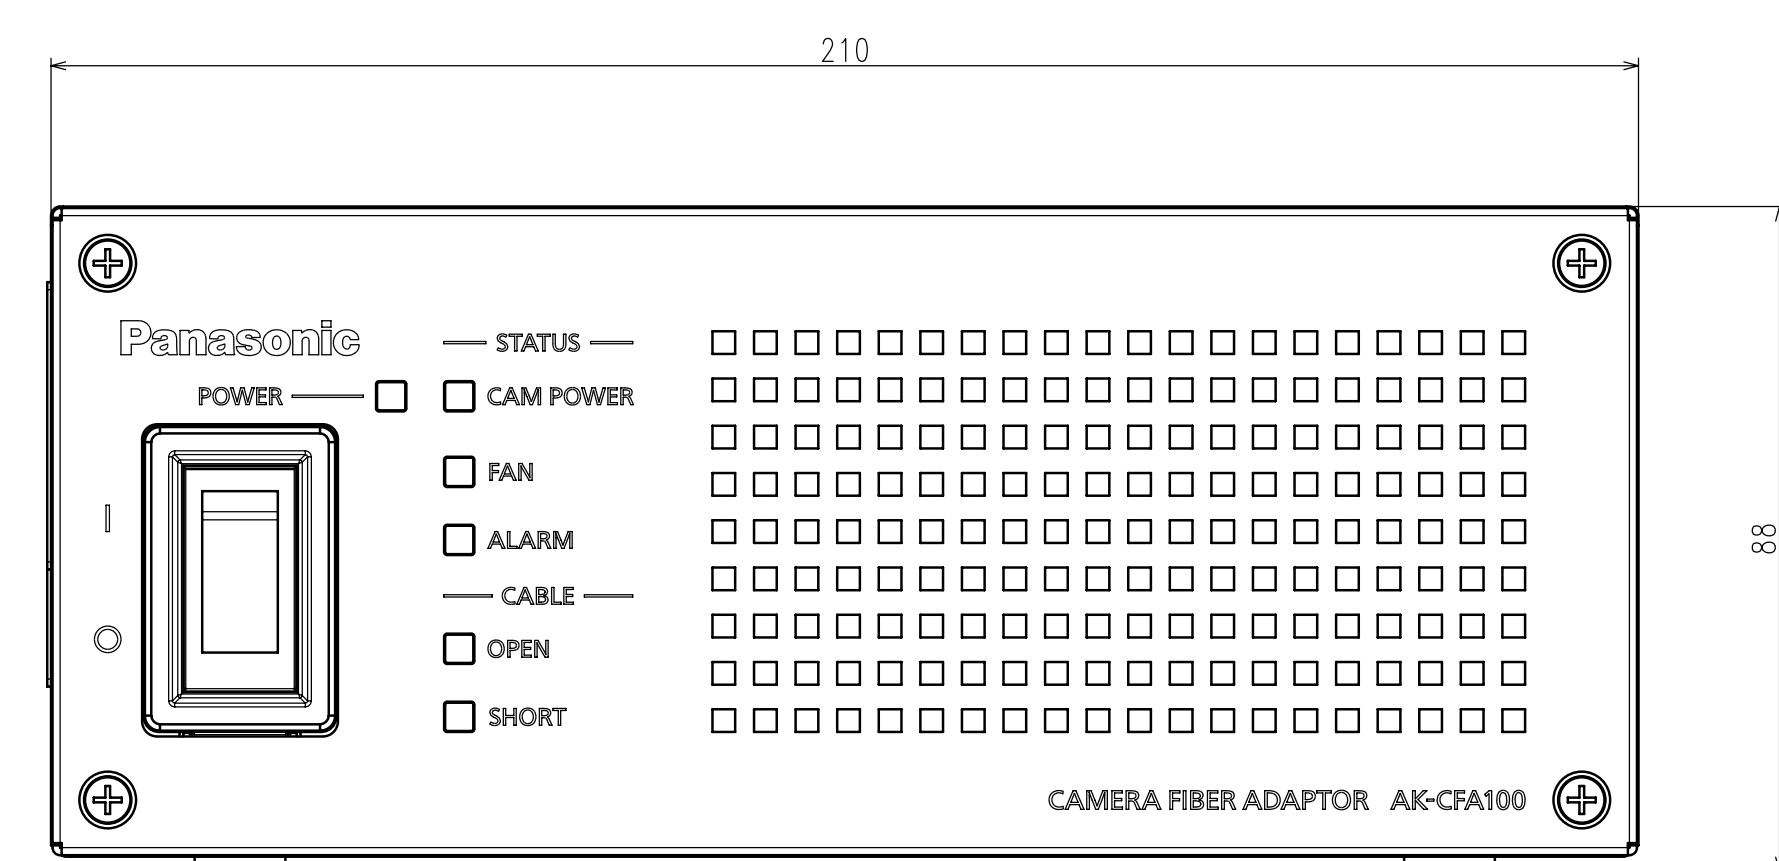 210
Panasonic
STATUS
POWER
CAM POWER
FAN
ALARM
CABLE
OPEN
SHORT
88
CAMERA FIBER ADAPTOR AK-CFA100